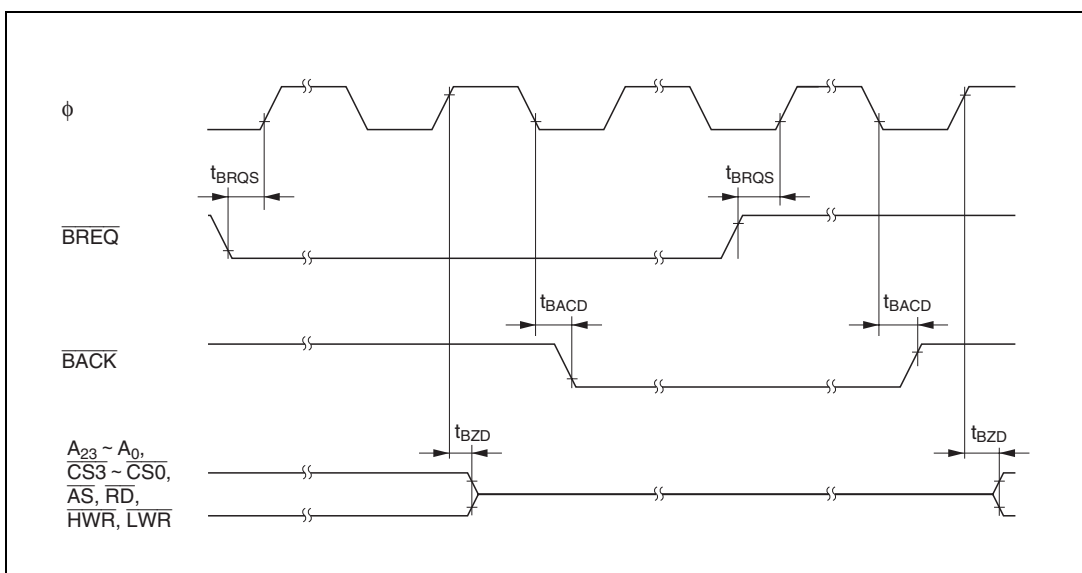 ϕ
tBRQS
tBRQS
BREQ
tBACD
tBACD
BACK
tBZD
tBZD
A23 ~ A0,
CS3 ~ CS0,
AS, RD,
HWR, LWR